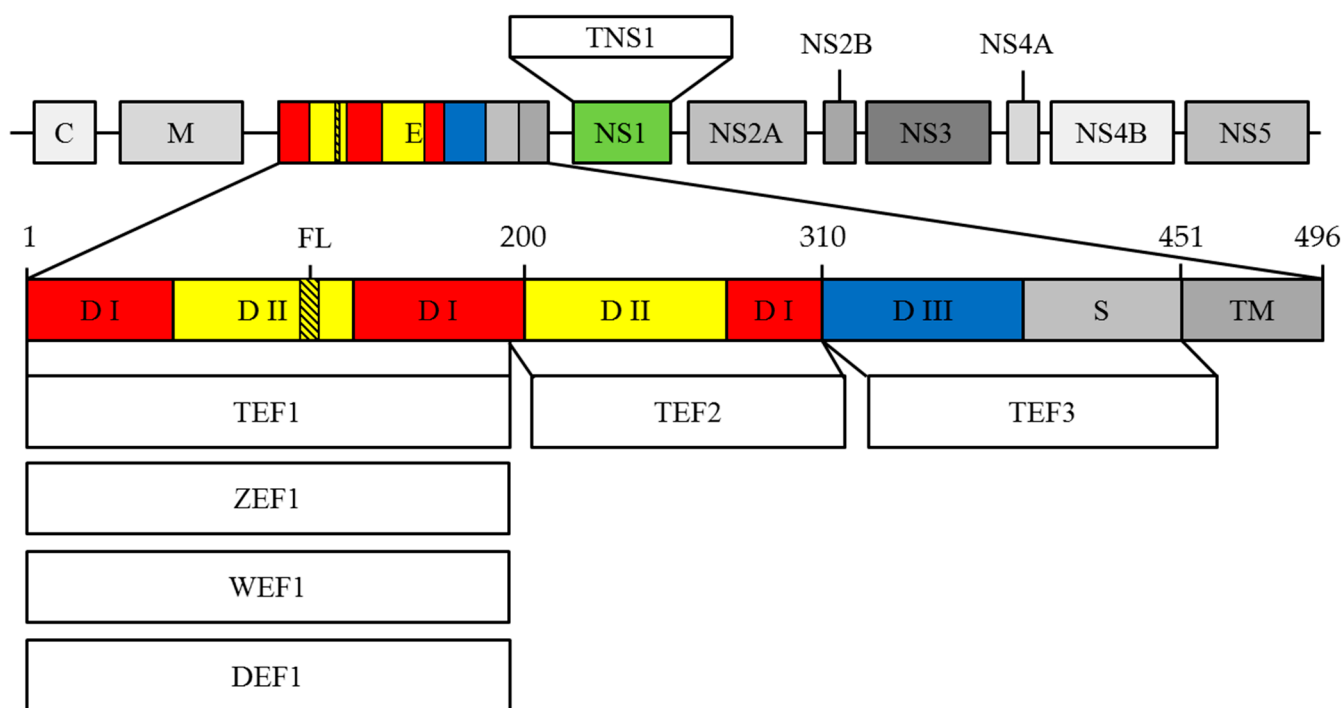 TNS1
NS2B
NS4A
C
M
E
NS1
NS2A
NS3
NS4B
NS5
1
FL
200
310
451
496
D I
D II
D I
D II
D I
D III
S
TM
TEF1
TEF2
TEF3
ZEF1
WEF1
DEF1